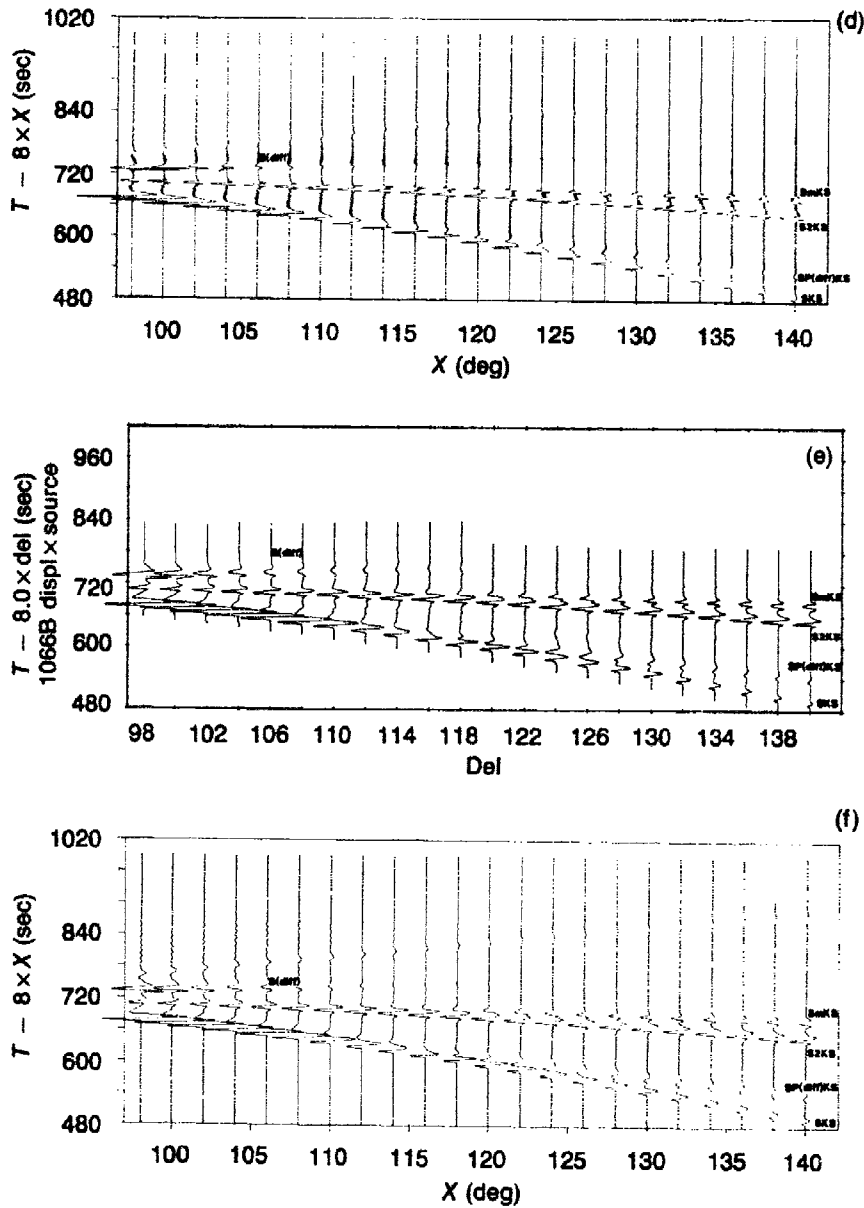 (d)
1020
840
720
600
480
T − 8 × X (sec)
S(diff)
SmKS
S2KS
SP(diff)KS
SKS
100 105 110 115 120 125 130 135 140
X (deg)
(e)
960
840
720
600
480
T − 8.0 × del (sec)
1066B displ × source
S(diff)
SmKS
S2KS
SP(diff)KS
SKS
98 102 106 110 114 118 122 126 130 134 138
Del
(f)
1020
840
720
600
480
T − 8 × X (sec)
S(diff)
SmKS
S2KS
SP(diff)KS
SKS
100 105 110 115 120 125 130 135 140
X (deg)